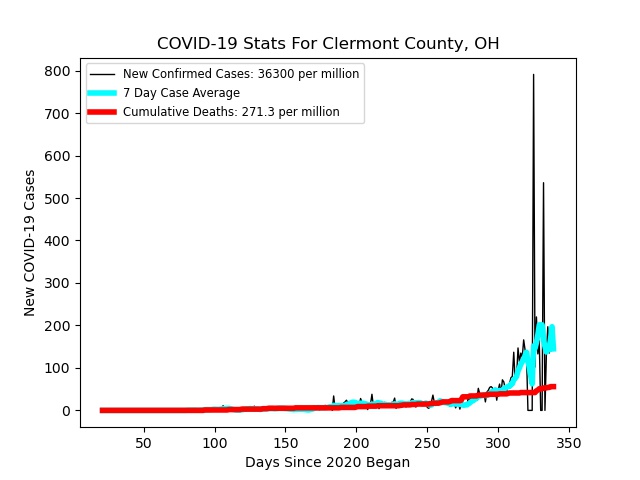 COVID-19 Stats For Clermont County, OH
New Confirmed Cases: 36300 per million
7 Day Case Average
Cumulative Deaths: 271.3 per million
800
700
600
500
400
300
200
100
0
New COVID-19 Cases
50 100 150 200 250 300 350
Days Since 2020 Began